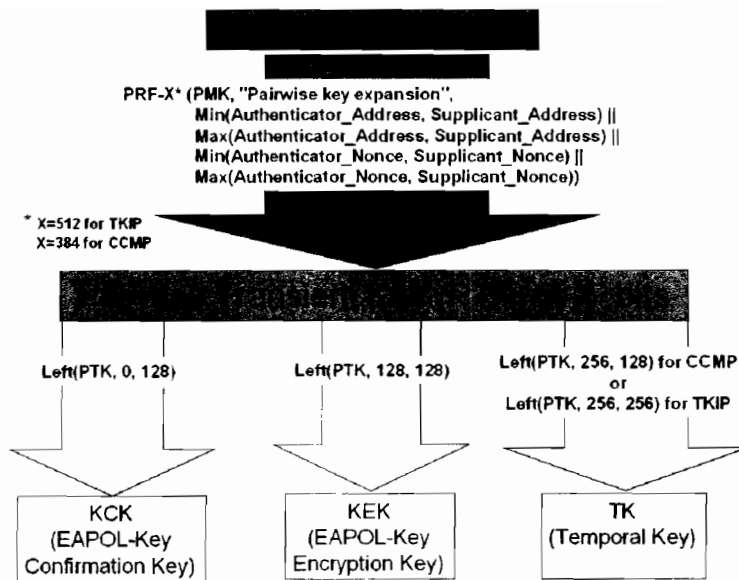 PRF-X* (PMK, "Pairwise key expansion",
Min(Authenticator_Address, Supplicant_Address) ||
Max(Authenticator_Address, Supplicant_Address) ||
Min(Authenticator_Nonce, Supplicant_Nonce) ||
Max(Authenticator_Nonce, Supplicant_Nonce))
* X=512 for TKIP
X=384 for CCMP
Left(PTK, 0, 128)
Left(PTK, 128, 128)
Left(PTK, 256, 128) for CCMP
or
Left(PTK, 256, 256) for TKIP
KCK
(EAPOL-Key
Confirmation Key)
KEK
(EAPOL-Key
Encryption Key)
TK
(Temporal Key)